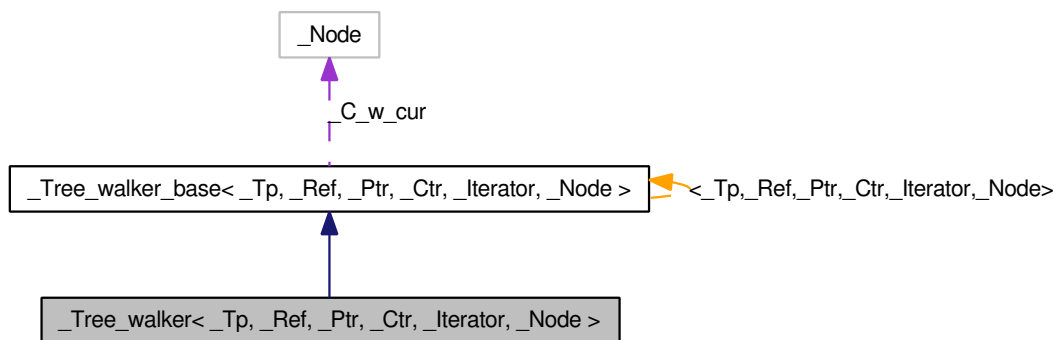 _Node
_C_w_cur
_Tree_walker_base< _Tp, _Ref, _Ptr, _Ctr, _Iterator, _Node >
<_Tp,_Ref,_Ptr,_Ctr,_Iterator,_Node>
_Tree_walker< _Tp, _Ref, _Ptr, _Ctr, _Iterator, _Node >